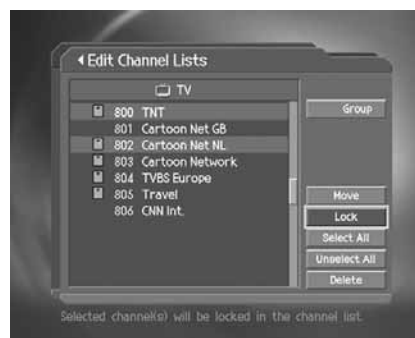 Edit Channel Lists
TV
800 TNT
801 Cartoon Net GB
802 Cartoon Net NL
803 Cartoon Network
804 TVBS Europe
805 Travel
806 CNN Int.
Group
Move
Lock
Select All
Unselect All
Delete
Selected channel(s) will be locked in the channel list.